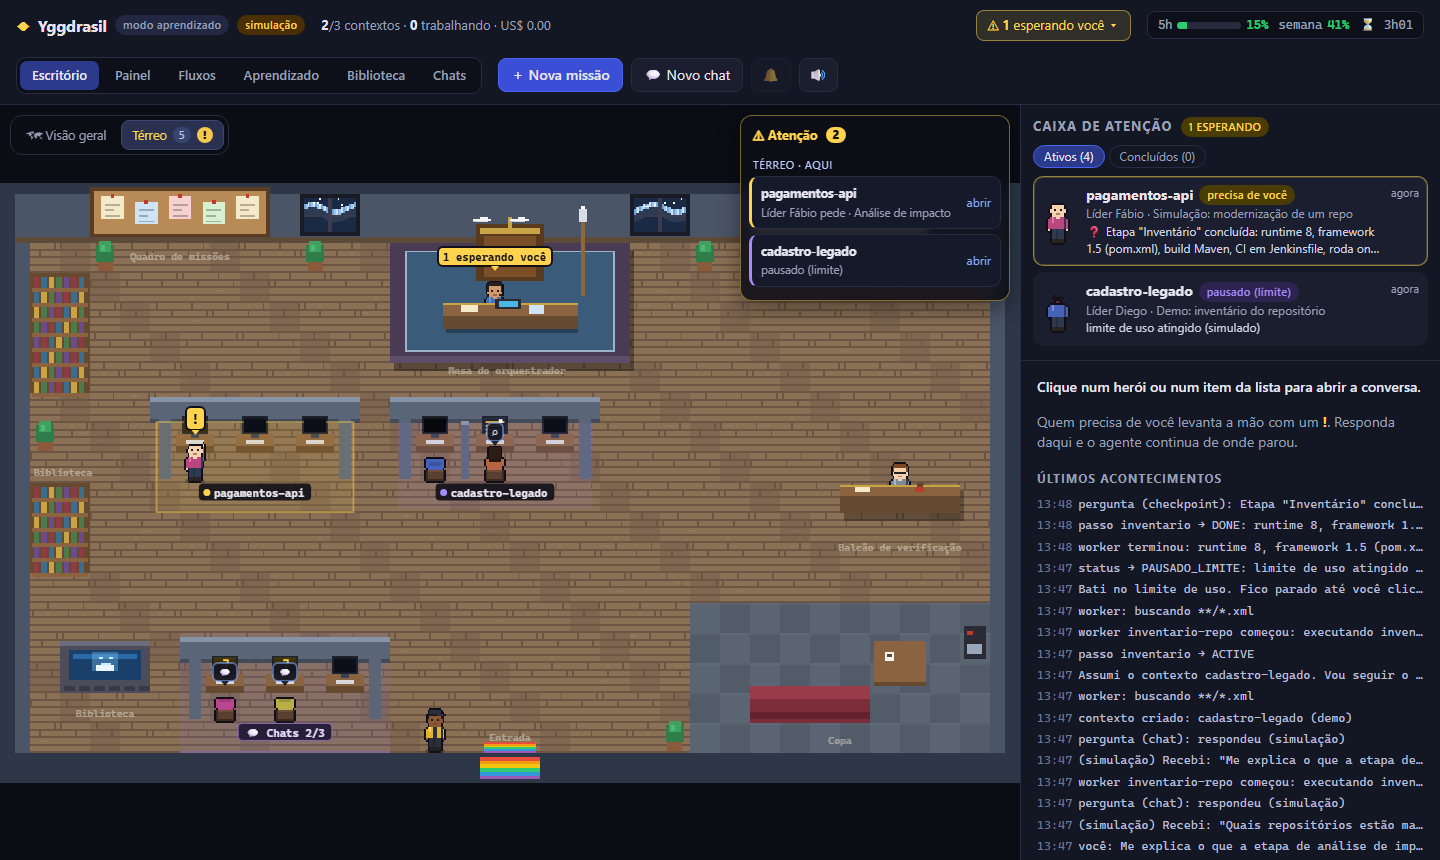 Yggdrasil modo aprendizado simulação 2/3 contextos · 0 trabalhando · US$ 0.00 1 esperando você 5h 15% semana 41% 3h01
Escritório Painel Fluxos Aprendizado Biblioteca Chats + Nova missão Novo chat
Visão geral Térreo 5 !
Atenção 2
TÉRREO · AQUI
pagamentos-api
Líder Fábio pede · Análise de impacto abrir
cadastro-legado
pausado (limite) abrir
Quadro de missões
1 esperando você
Mesa do orquestrador
!
Biblioteca
pagamentos-api
cadastro-legado
Balcão de verificação
Biblioteca
Chats 2/3
Entrada
Copa
CAIXA DE ATENÇÃO 1 ESPERANDO
Ativos (4) Concluídos (0)
pagamentos-api precisa de você agora
Líder Fábio · Simulação: modernização de um repo
❓ Etapa "Inventário" concluída: runtime 8, framework
1.5 (pom.xml), build Maven, CI em Jenkinsfile, roda on...
cadastro-legado pausado (limite) agora
Líder Diego · Demo: inventário do repositório
limite de uso atingido (simulado)
Clique num herói ou num item da lista para abrir a conversa.
Quem precisa de você levanta a mão com um !. Responda
daqui e o agente continua de onde parou.
ÚLTIMOS ACONTECIMENTOS
13:48 pergunta (checkpoint): Etapa "Inventário" conclu…
13:48 passo inventario → DONE: runtime 8, framework 1.…
13:48 worker terminou: runtime 8, framework 1.5 (pom.x…
13:47 status → PAUSADO_LIMITE: limite de uso atingido …
13:47 Bati no limite de uso. Fico parado até você clic…
13:47 worker: buscando **/*.xml
13:47 worker inventario-repo começou: executando inven…
13:47 passo inventario → ACTIVE
13:47 Assumi o contexto cadastro-legado. Vou seguir o …
13:47 worker: buscando **/*.xml
13:47 contexto criado: cadastro-legado (demo)
13:47 pergunta (chat): respondeu (simulação)
13:47 (simulação) Recebi: "Me explica o que a etapa de…
13:47 worker inventario-repo começou: executando inven…
13:47 pergunta (chat): respondeu (simulação)
13:47 (simulação) Recebi: "Quais repositórios estão ma…
13:47 você: Me explica o que a etapa de análise de imp…